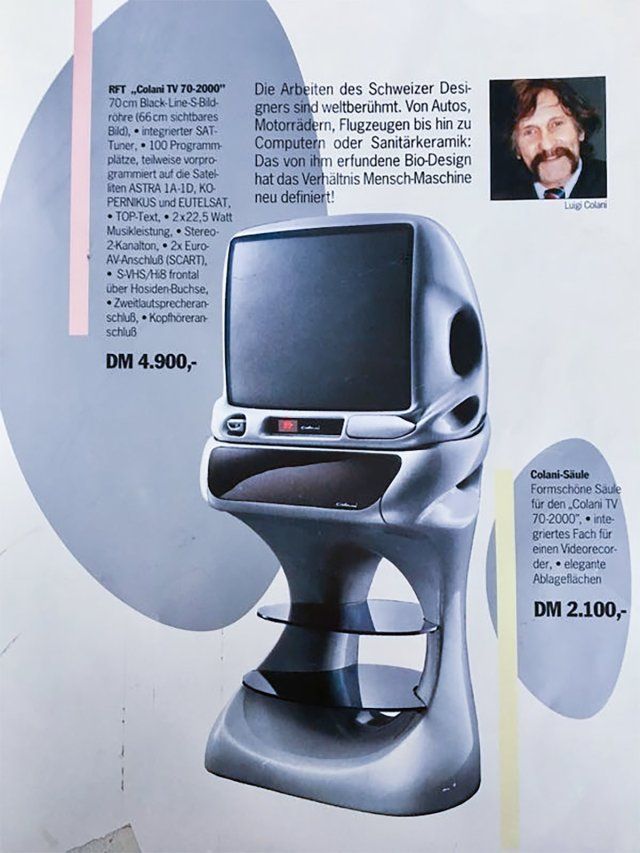 RFT „Colani TV 70-2000"
70 cm Black-Line-S-Bild-
röhre (66 cm sichtbares
Bild), • integrierter SAT-
Tuner, • 100 Programm-
plätze, teilweise vorpro-
grammiert auf die Satel-
liten ASTRA 1A-1D, KO-
PERNIKUS und EUTELSAT,
• TOP-Text, • 2x22,5 Watt
Musikleistung, • Stereo-
2-Kanalton, • 2x Euro-
AV-Anschluß (SCART),
• S-VHS/Hi8 frontal
über Hosiden-Buchse,
• Zweitlautsprecheran-
schluß, • Kopfhöreran-
schluß
DM 4.900,-
Die Arbeiten des Schweizer Desi-
gners sind weltberühmt. Von Autos,
Motorrädern, Flugzeugen bis hin zu
Computern oder Sanitärkeramik:
Das von ihm erfundene Bio-Design
hat das Verhältnis Mensch-Maschine
neu definiert!
Luigi Colani
Colani
Colani
Colani-Säule
Formschöne Säule
für den „Colani TV
70-2000", • inte-
griertes Fach für
einen Videorecor-
der, • elegante
Ablageflächen
DM 2.100,-